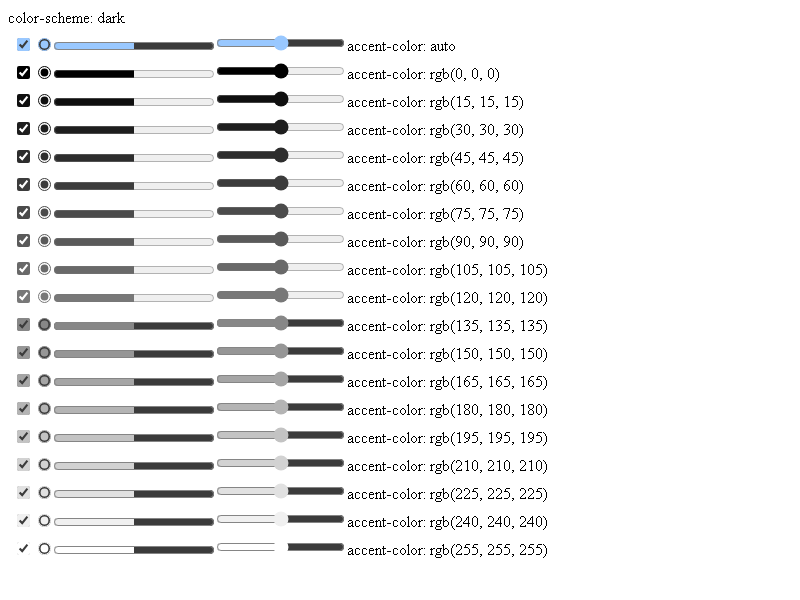 color-scheme: dark
accent-color: auto
accent-color: rgb(0, 0, 0)
accent-color: rgb(15, 15, 15)
accent-color: rgb(30, 30, 30)
accent-color: rgb(45, 45, 45)
accent-color: rgb(60, 60, 60)
accent-color: rgb(75, 75, 75)
accent-color: rgb(90, 90, 90)
accent-color: rgb(105, 105, 105)
accent-color: rgb(120, 120, 120)
accent-color: rgb(135, 135, 135)
accent-color: rgb(150, 150, 150)
accent-color: rgb(165, 165, 165)
accent-color: rgb(180, 180, 180)
accent-color: rgb(195, 195, 195)
accent-color: rgb(210, 210, 210)
accent-color: rgb(225, 225, 225)
accent-color: rgb(240, 240, 240)
accent-color: rgb(255, 255, 255)